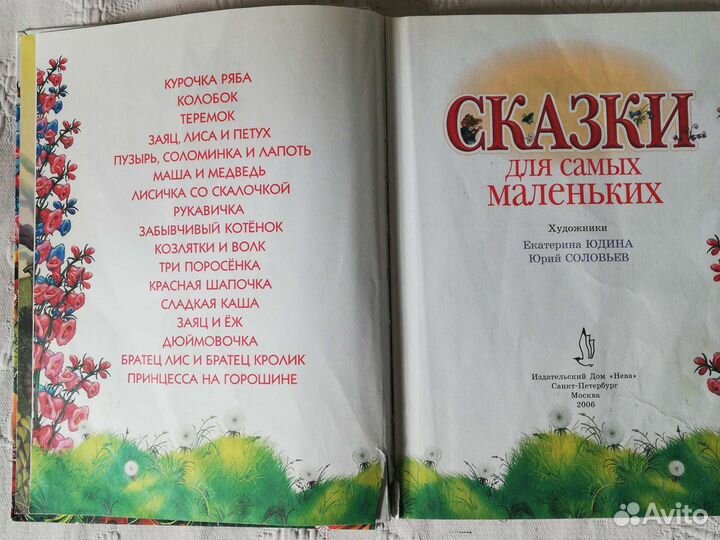 КУРОЧКА РЯБА
КОЛОБОК
ТЕРЕМОК
ЗАЯЦ, ЛИСА И ПЕТУХ
ПУЗЫРЬ, СОЛОМИНКА И ЛАПОТЬ
МАША И МЕДВЕДЬ
ЛИСИЧКА СО СКАЛОЧКОЙ
РУКАВИЧКА
ЗАБЫВЧИВЫЙ КОТЁНОК
КОЗЛЯТКИ И ВОЛК
ТРИ ПОРОСЁНКА
КРАСНАЯ ШАПОЧКА
СЛАДКАЯ КАША
ЗАЯЦ И ЁЖ
ДЮЙМОВОЧКА
БРАТЕЦ ЛИС И БРАТЕЦ КРОЛИК
ПРИНЦЕССА НА ГОРОШИНЕ
СКАЗКИ
для самых
маленьких
Художники
Екатерина ЮДИНА
Юрий СОЛОВЬЕВ
Издательский Дом «Нева»
Санкт-Петербург
Москва
2006
Avito